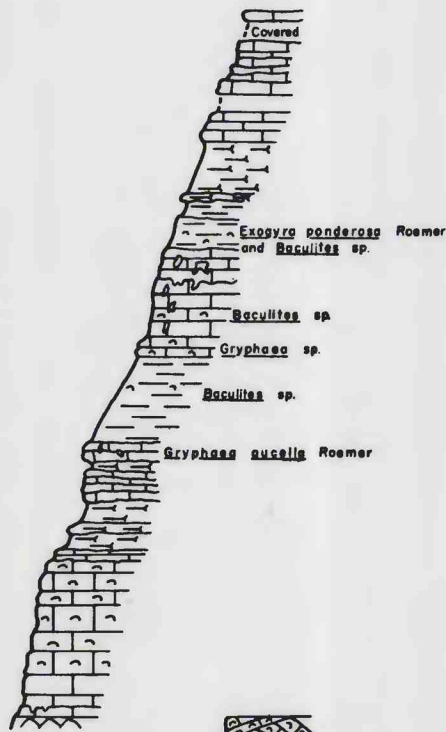 Covered
Exogyra ponderosa Roemer
and Baculites sp.
Baculites sp.
Gryphaea sp.
Baculites sp.
Gryphaea aucella Roemer